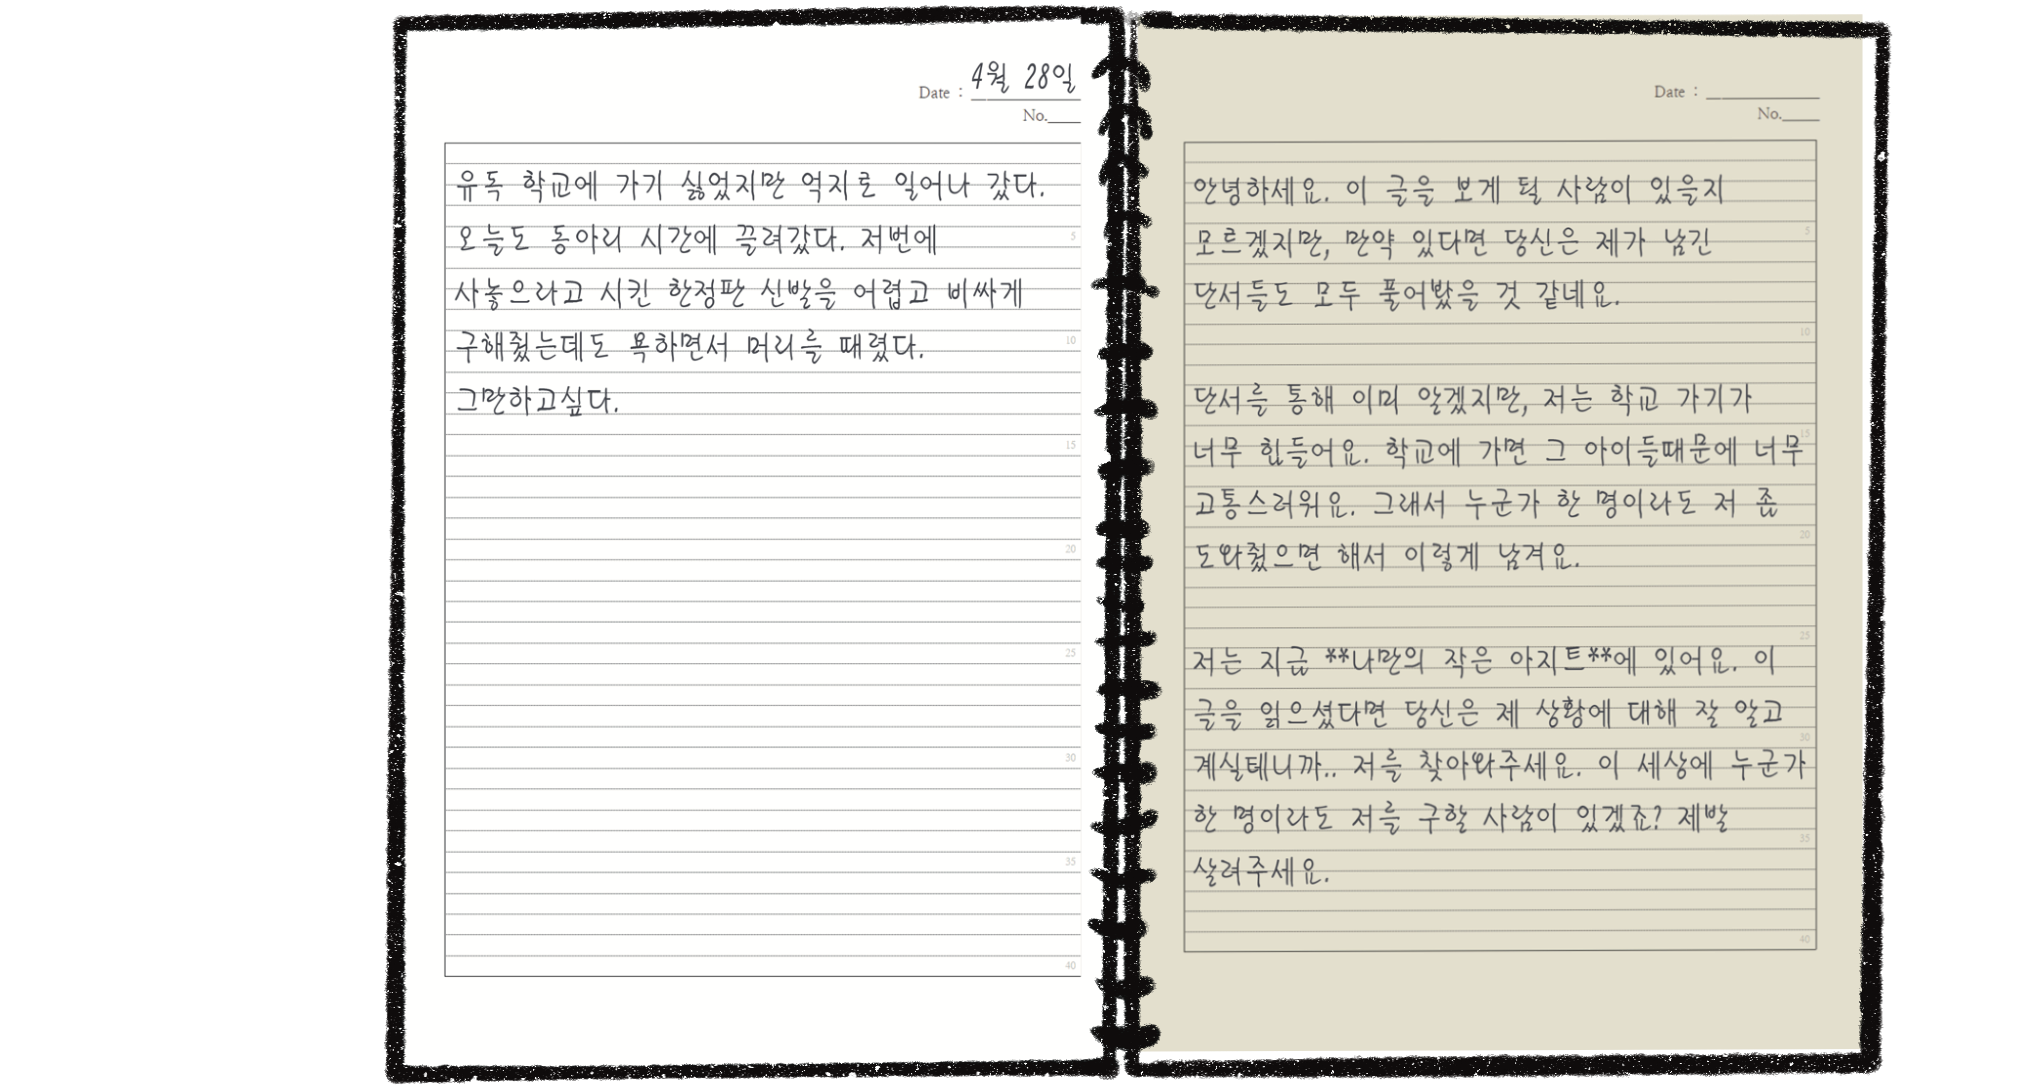 Date : 4월 28일
No.
유독 학교에 가기 싫었지만 억지로 일어나 갔다.
오늘도 동아리 시간에 끌려갔다. 저번에
사놓으라고 시킨 한정판 신발을 어렵고 비싸게
구해줬는데도 욕하면서 머리를 때렸다.
그만하고싶다.
5
10
15
20
25
30
35
40
Date :
No.
안녕하세요. 이 글을 보게 될 사람이 있을지
모르겠지만, 만약 있다면 당신은 제가 남긴
단서들도 모두 풀어봤을 것 같네요.
단서를 통해 이미 알겠지만, 저는 학교 가기가
너무 힘들어요. 학교에 가면 그 아이들때문에 너무
고통스러워요. 그래서 누군가 한 명이라도 저 좀
도와줬으면 해서 이렇게 남겨요.
저는 지금 **나만의 작은 아지트**에 있어요. 이
글을 읽으셨다면 당신은 제 상황에 대해 잘 알고
계실테니까.. 저를 찾아와주세요. 이 세상에 누군가
한 명이라도 저를 구할 사람이 있겠죠? 제발
살려주세요.
5
10
15
20
25
30
35
40